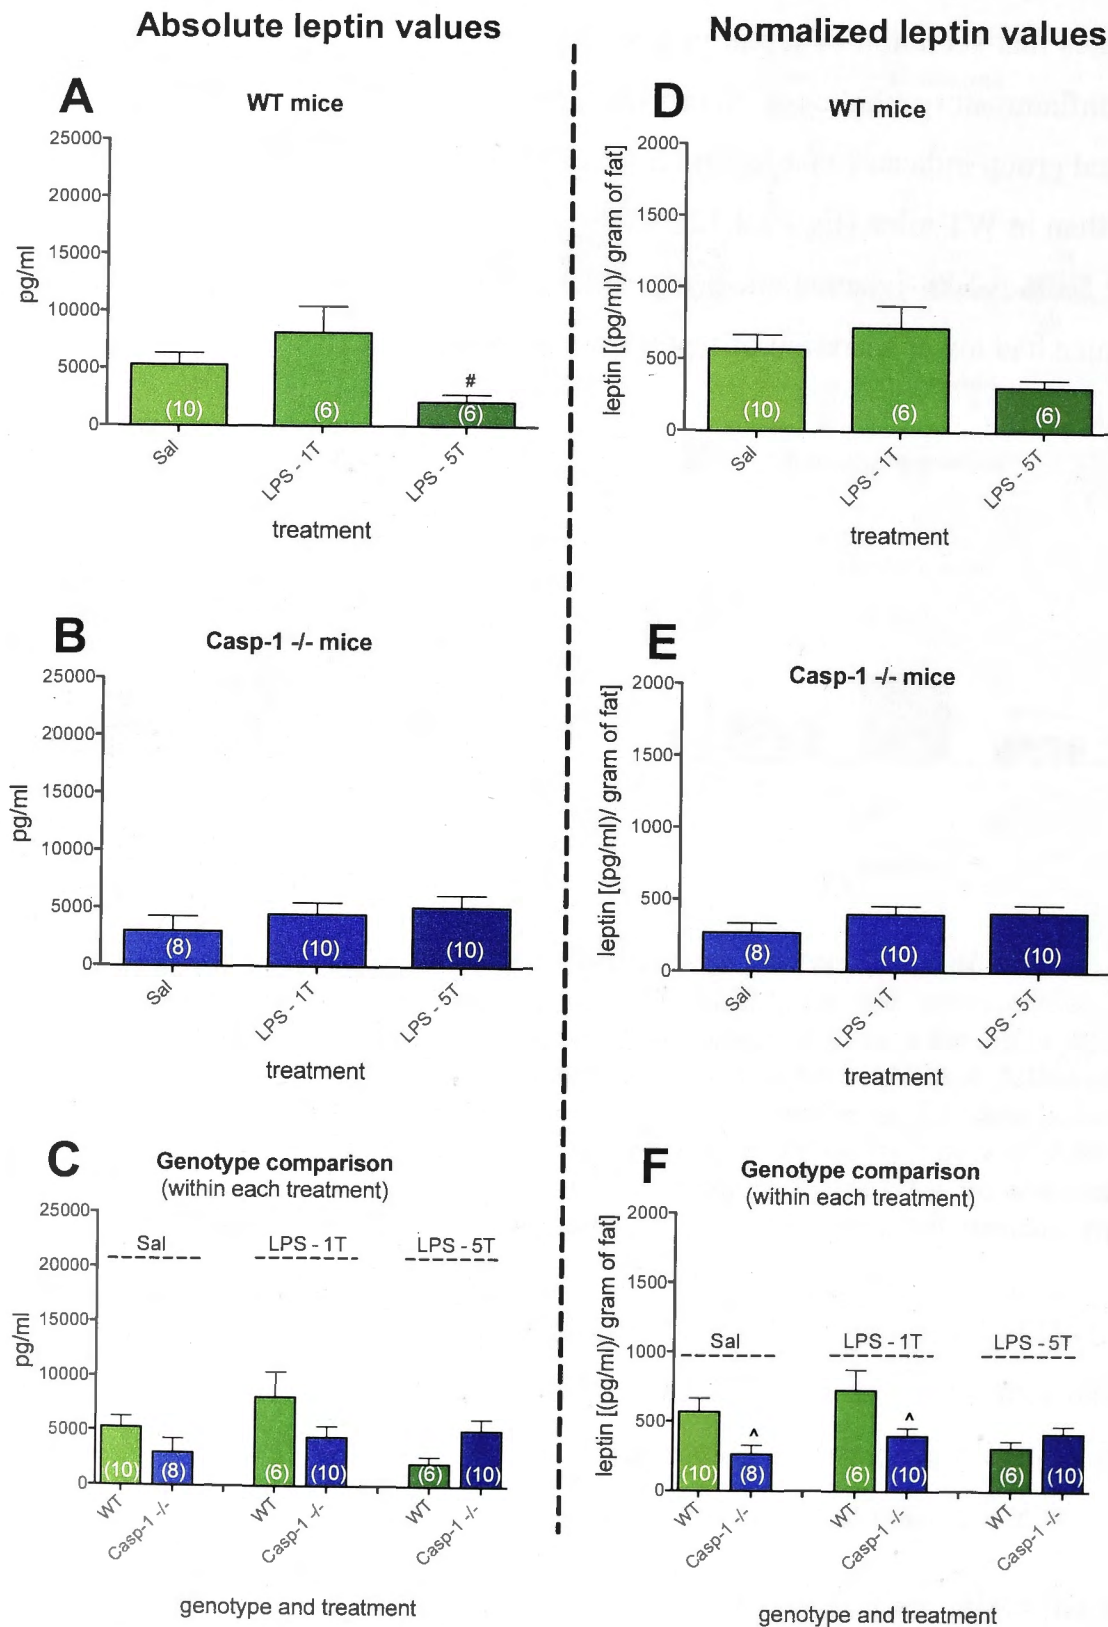 Absolute leptin values
Normalized leptin values
A
WT mice
25000
20000
15000
10000
5000
0
pg/ml
#
(10)
(6)
(6)
Sal
LPS - 1T
LPS - 5T
treatment
B
Casp-1 -/- mice
25000
20000
15000
10000
5000
0
pg/ml
(8)
(10)
(10)
Sal
LPS - 1T
LPS - 5T
treatment
C
Genotype comparison
(within each treatment)
25000
20000
15000
10000
5000
0
pg/ml
Sal
LPS - 1T
LPS - 5T
(10)
(8)
(6)
(10)
(6)
(10)
WT
Casp-1 -/-
WT
Casp-1 -/-
WT
Casp-1 -/-
genotype and treatment
D
WT mice
2000
1500
1000
500
0
leptin [(pg/ml)/ gram of fat]
(10)
(6)
(6)
Sal
LPS - 1T
LPS - 5T
treatment
E
Casp-1 -/- mice
2000
1500
1000
500
0
leptin [(pg/ml)/ gram of fat]
(8)
(10)
(10)
Sal
LPS - 1T
LPS - 5T
treatment
F
Genotype comparison
(within each treatment)
2000
1500
1000
500
0
leptin [(pg/ml)/ gram of fat]
Sal
LPS - 1T
LPS - 5T
^
^
(10)
(8)
(6)
(10)
(6)
(10)
WT
Casp-1 -/-
WT
Casp-1 -/-
WT
Casp-1 -/-
genotype and treatment